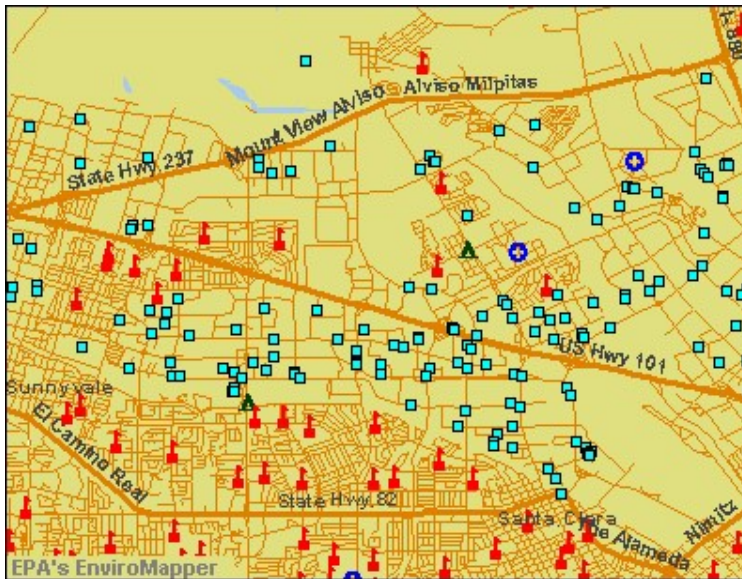 I-880
Alviso Milpitas
Mount View Alviso
State Hwy 237
US Hwy 101
Sunnyvale
El Camino Real
State Hwy 82
Santa Clara
The Alameda
Nimitz
EPA's EnviroMapper